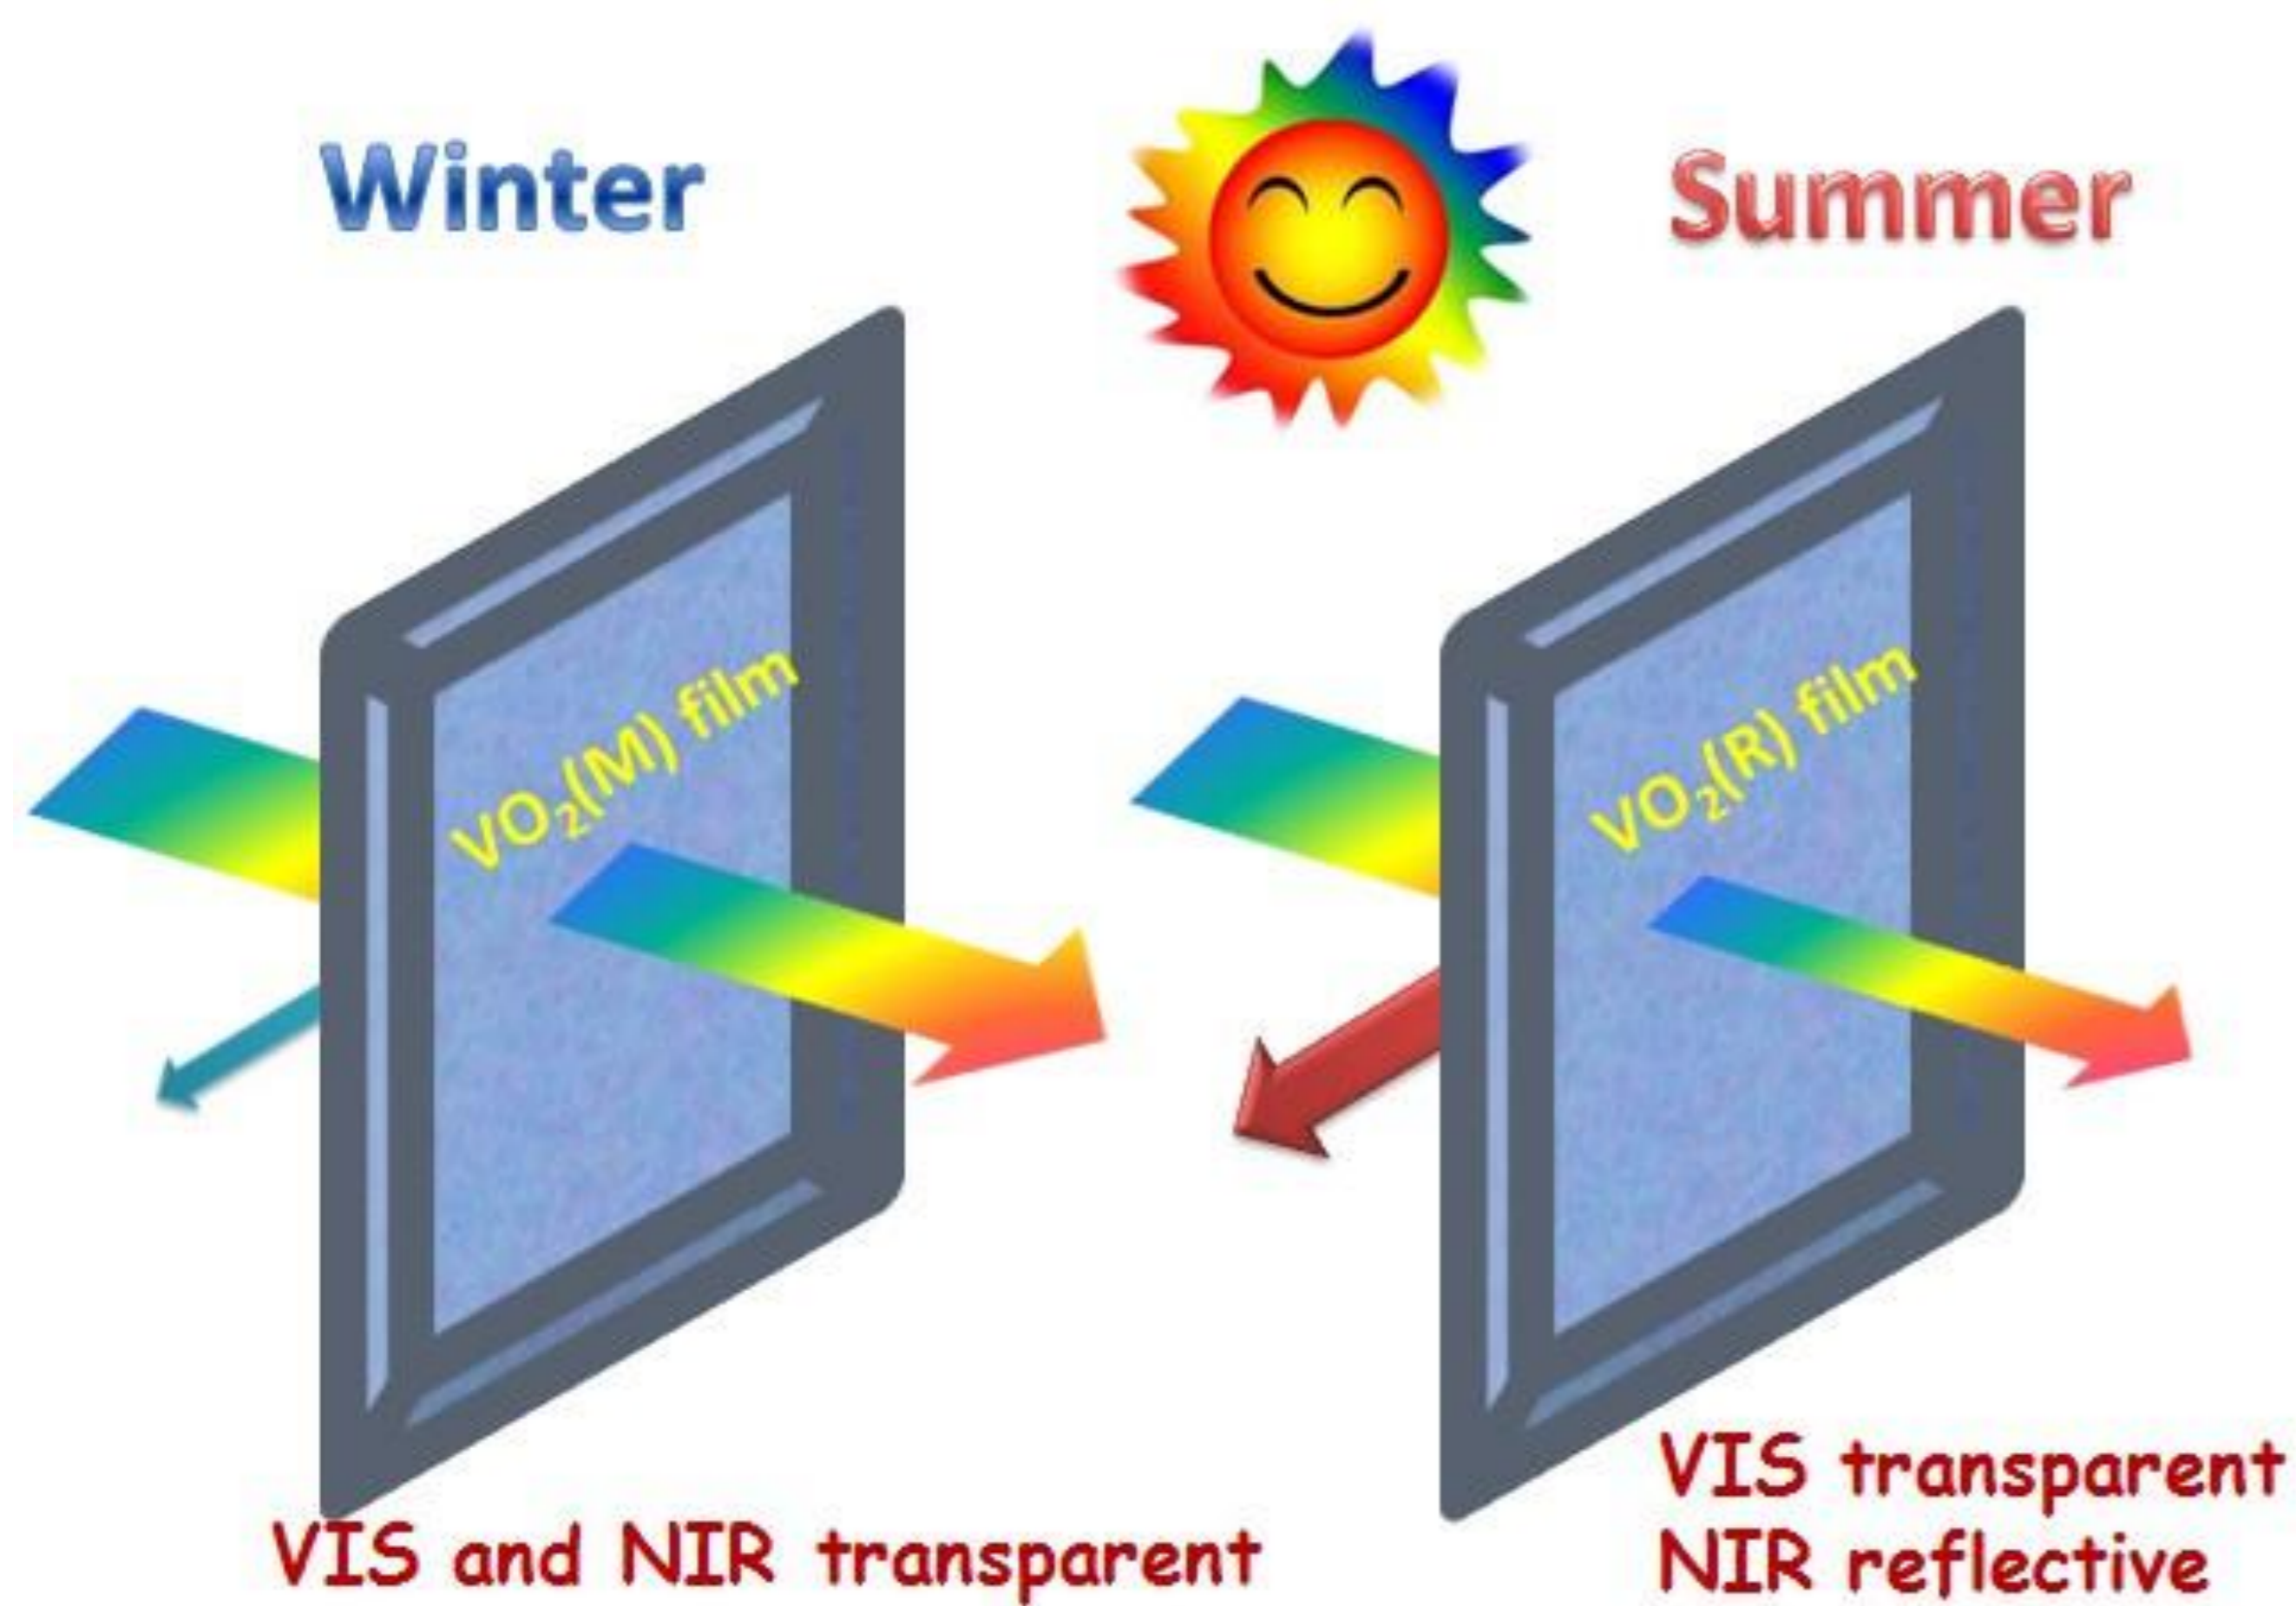 Winter
Summer
VO₂(M) film
VO₂(R) film
VIS and NIR transparent
VIS transparent
NIR reflective